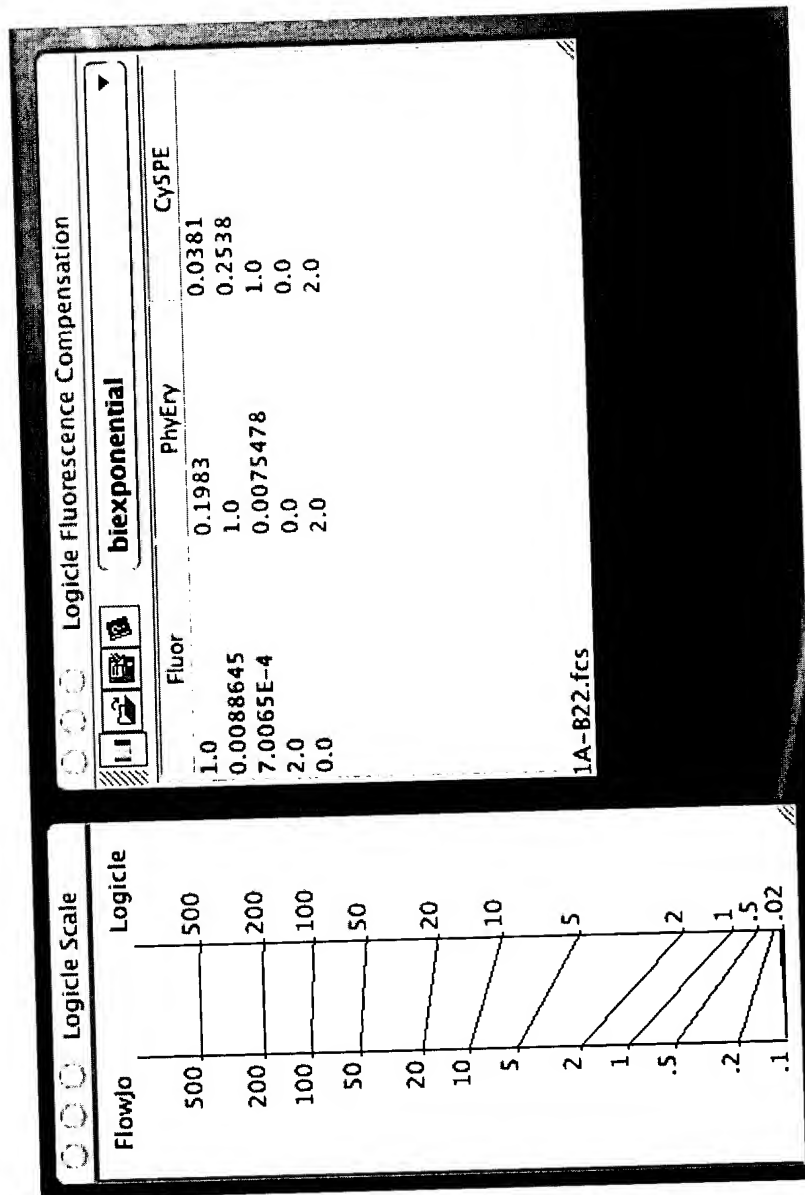 Logicle Scale
FlowJo Logicle
500 500
200 200
100 100
50 50
20 20
10 10
5 5
2 2
1 1
.5 .5
.2 .02
.1
Logicle Fluorescence Compensation
biexponential
Fluor PhyEry Cy5PE
1.0 0.1983 0.0381
0.0088645 1.0 0.2538
7.0065E-4 0.0075478 1.0
2.0 0.0 0.0
0.0 2.0 2.0
1A-B22.fcs